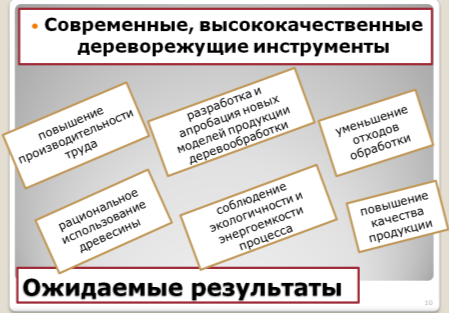 • Современные, высококачественные
дереворежущие инструменты
повышение
производительности
труда
разработка и
апробация новых
моделей продукции
деревообработки
уменьшение
отходов
обработки
рациональное
использование
древесины
соблюдение
экологичности и
энергоемкости
процесса
повышение
качества
продукции
Ожидаемые результаты
10